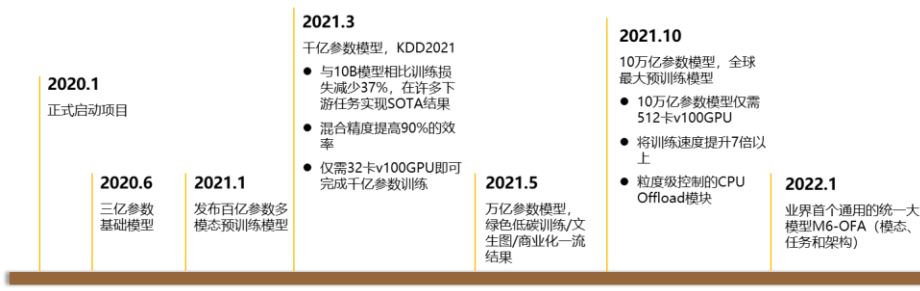 2020.1
正式启动项目
2020.6
三亿参数
基础模型
2021.1
发布百亿参数多
模态预训练模型
2021.3
千亿参数模型，KDD2021
● 与10B模型相比训练损
失减少37%，在许多下
游任务实现SOTA结果
● 混合精度提高90%的效
率
● 仅需32卡v100GPU即可
完成千亿参数训练
2021.5
万亿参数模型，
绿色低碳训练/文
生图/商业化一流
结果
2021.10
10万亿参数模型，全球
最大预训练模型
● 10万亿参数模型仅需
512卡v100GPU
● 将训练速度提升7倍以
上
● 粒度级控制的CPU
Offload模块
2022.1
业界首个通用的统一大
模型M6-OFA（模态、
任务和架构）